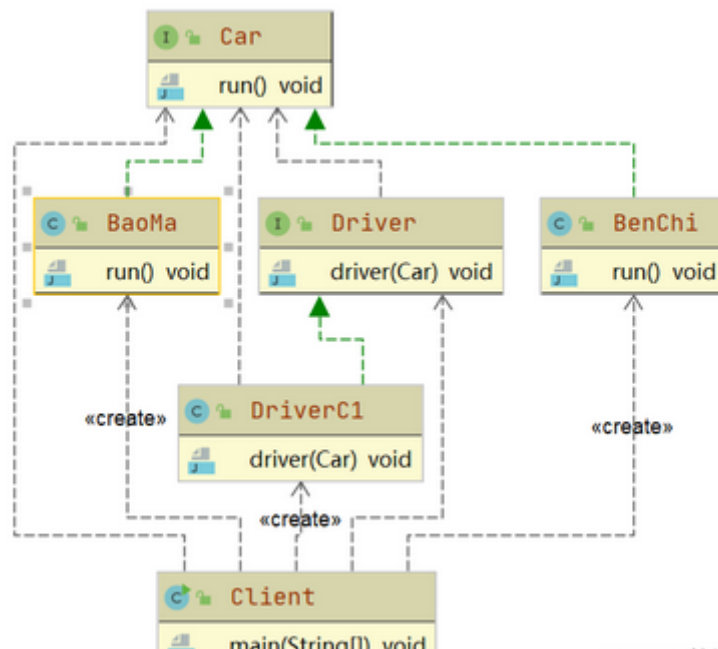 Car
run() void
BaoMa
run() void
Driver
driver(Car) void
BenChi
run() void
DriverC1
driver(Car) void
«create»
«create»
«create»
Client
main(String[]) void